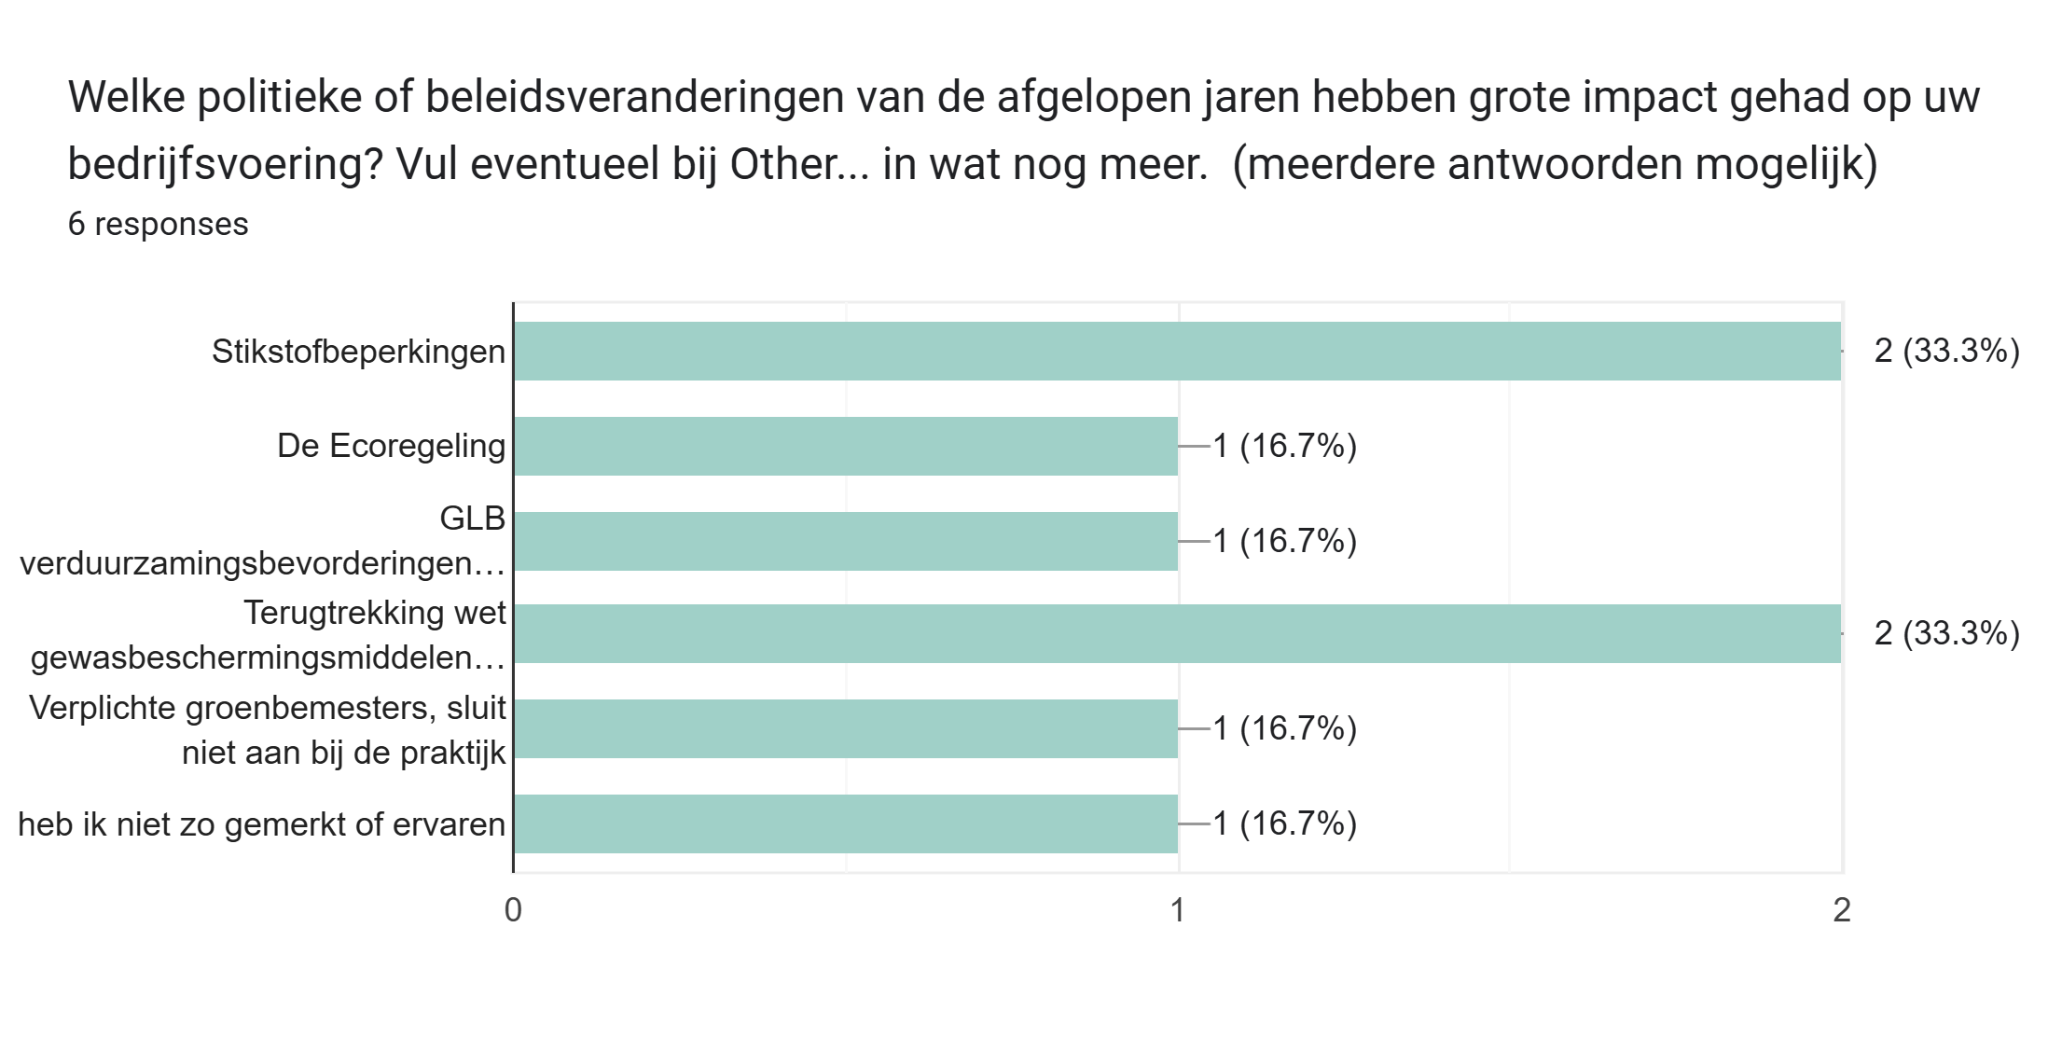 Welke politieke of beleidsveranderingen van de afgelopen jaren hebben grote impact gehad op uw
bedrijfsvoering? Vul eventueel bij Other... in wat nog meer.  (meerdere antwoorden mogelijk)
6 responses
Stikstofbeperkingen
2 (33.3%)
De Ecoregeling
1 (16.7%)
GLB
verduurzamingsbevorderingen…
1 (16.7%)
Terugtrekking wet
gewasbeschermingsmiddelen…
2 (33.3%)
Verplichte groenbemesters, sluit
niet aan bij de praktijk
1 (16.7%)
heb ik niet zo gemerkt of ervaren
1 (16.7%)
0 1 2